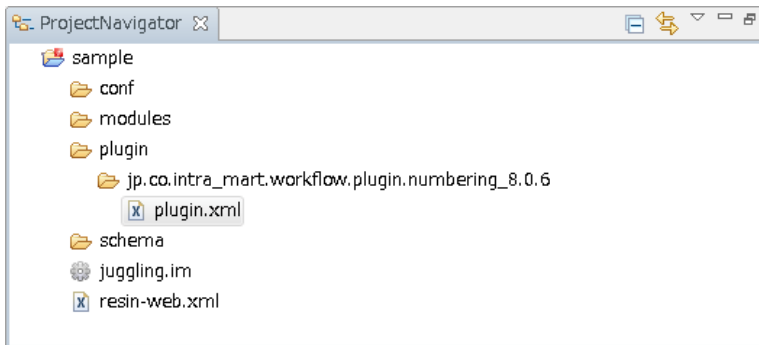 ProjectNavigator
sample
conf
modules
plugin
jp.co.intra_mart.workflow.plugin.numbering_8.0.6
plugin.xml
schema
juggling.im
resin-web.xml